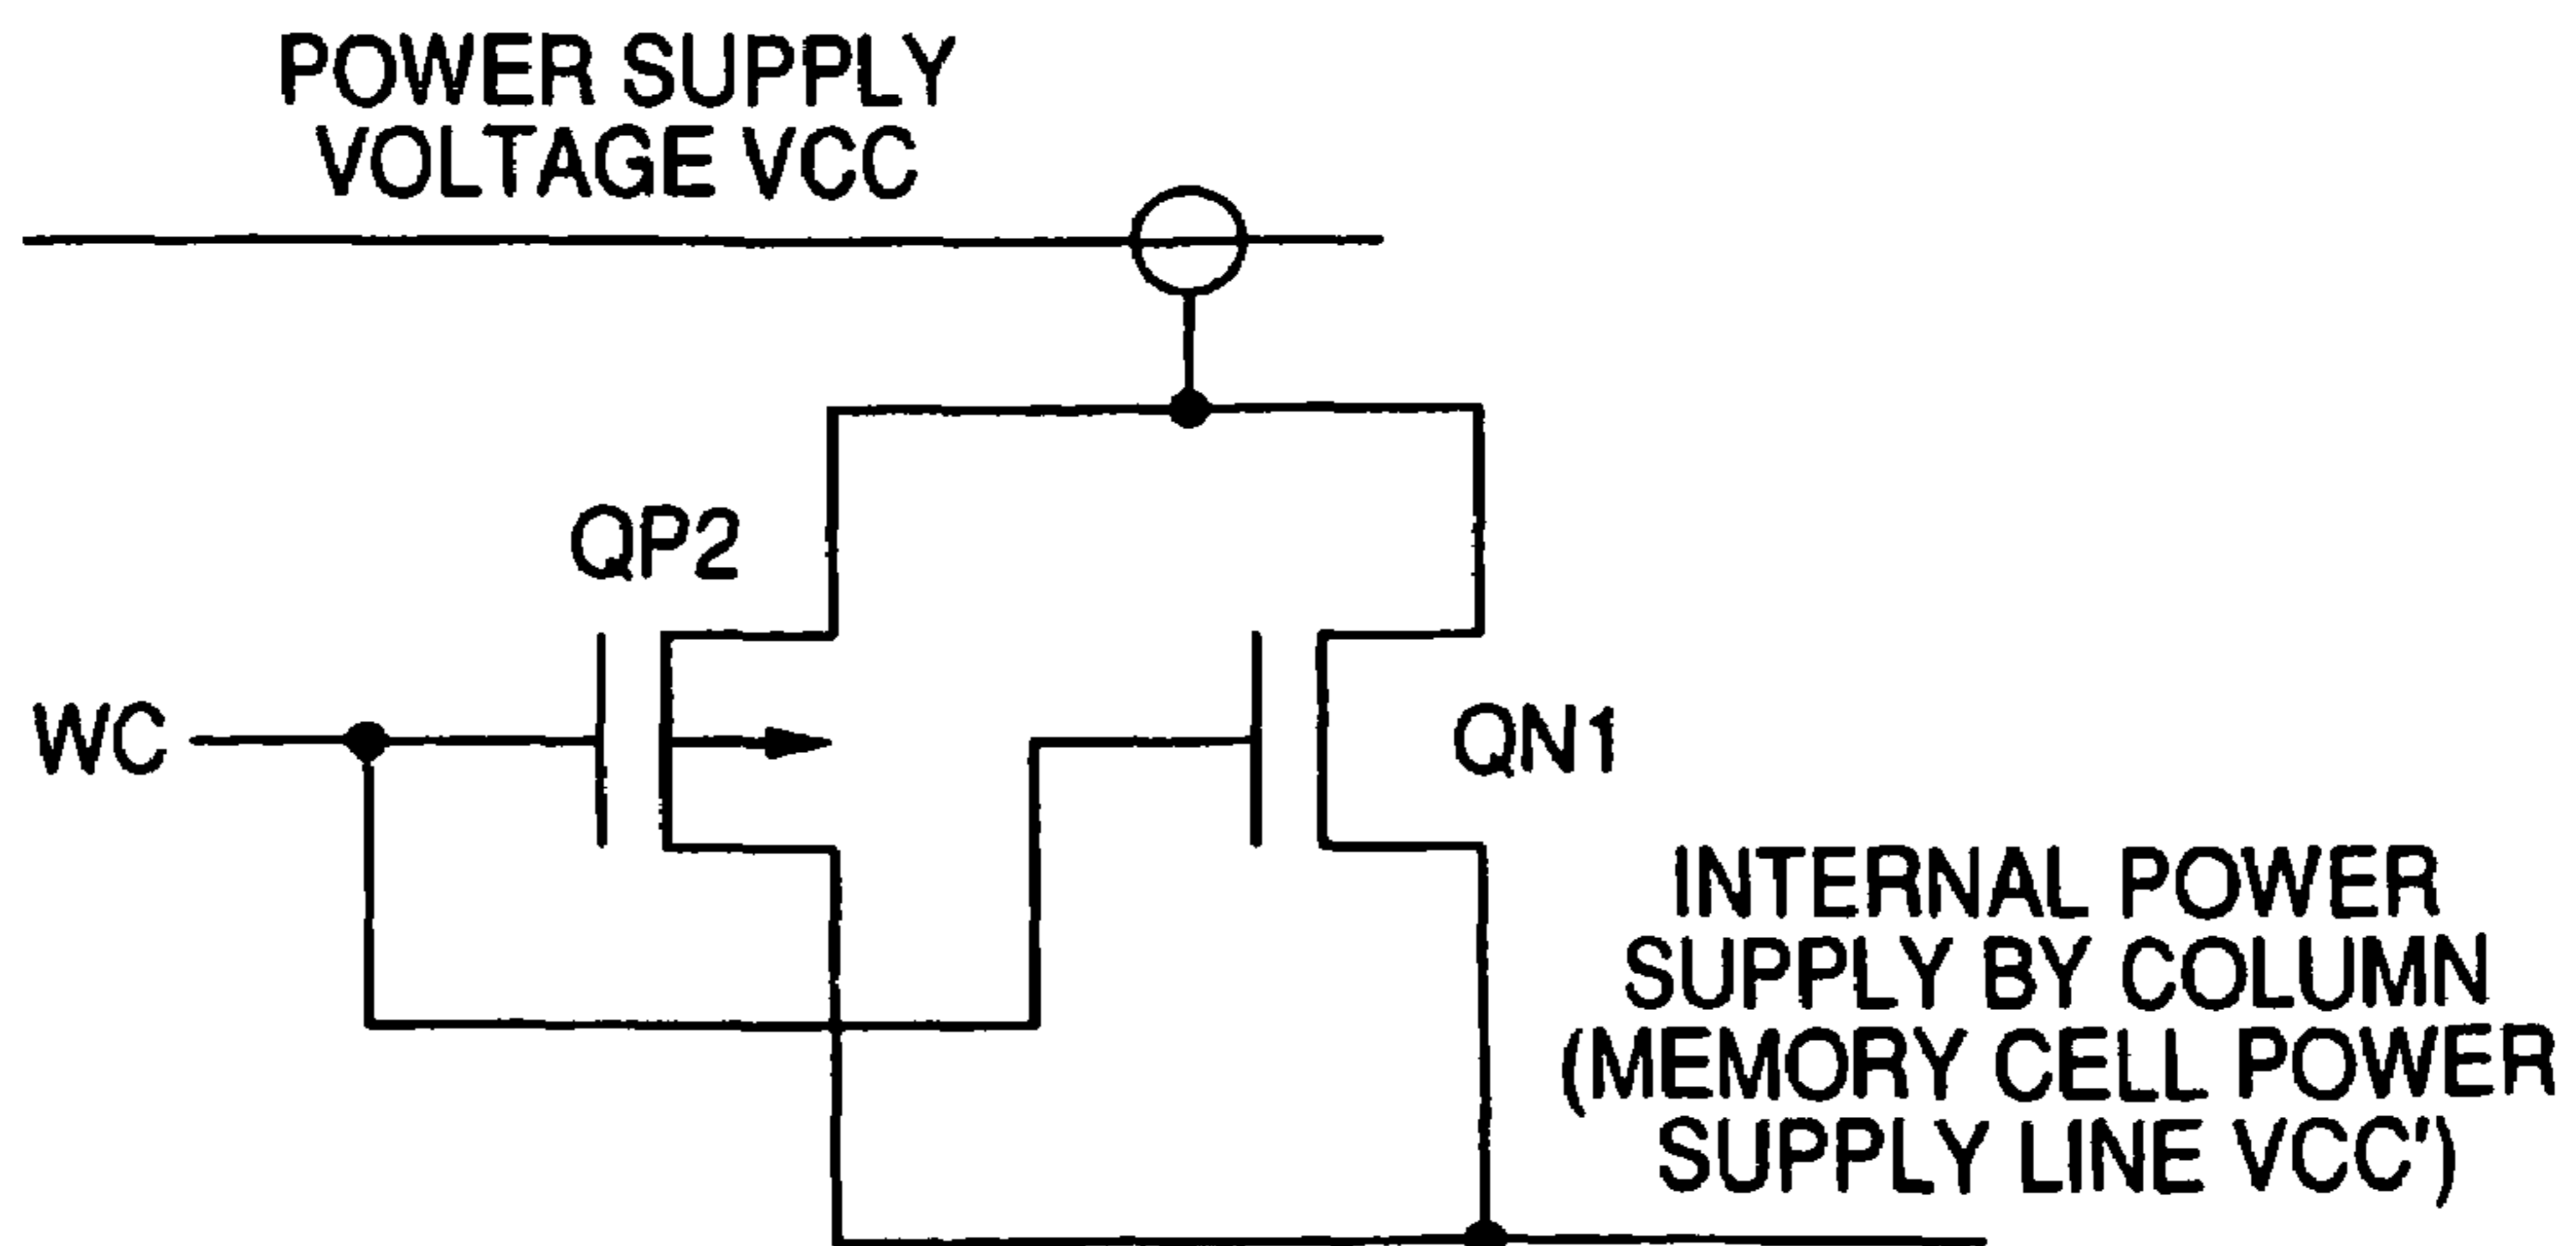 POWER SUPPLY
VOLTAGE VCC
QP2
WC
QN1
INTERNAL POWER
SUPPLY BY COLUMN
(MEMORY CELL POWER
SUPPLY LINE VCC')